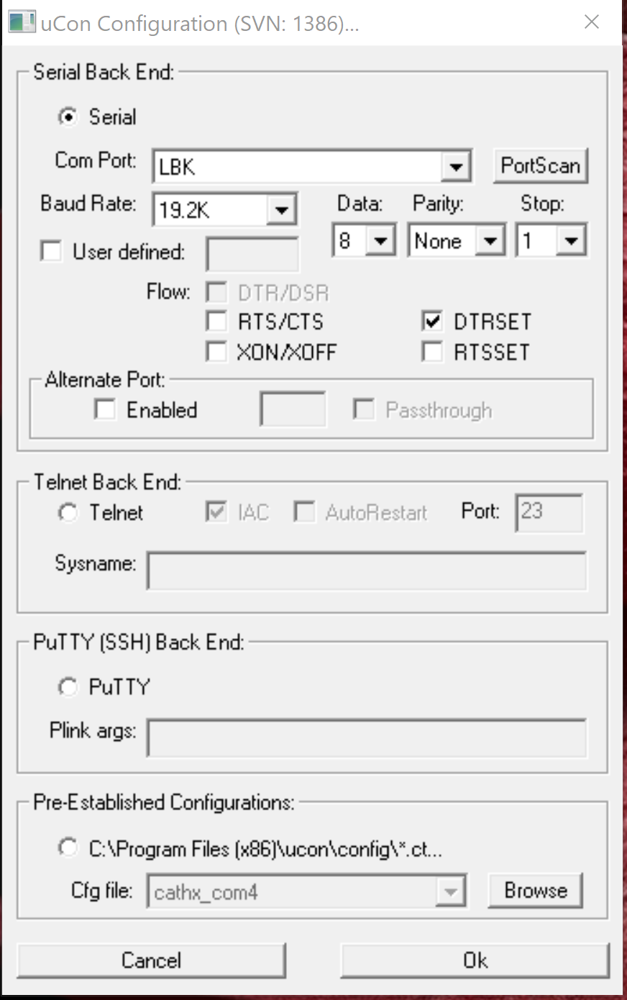 uCon Configuration (SVN: 1386)...
Serial Back End:
Serial
Com Port: LBK PortScan
Baud Rate: 19.2K Data: Parity: Stop:
8 None 1
User defined:
Flow: DTR/DSR
RTS/CTS DTRSET
XON/XOFF RTSSET
Alternate Port:
Enabled Passthrough
Telnet Back End:
Telnet IAC AutoRestart Port: 23
Sysname:
PuTTY (SSH) Back End:
PuTTY
Plink args:
Pre-Established Configurations:
C:\Program Files (x86)\ucon\config\*.ct...
Cfg file: cathx_com4 Browse
Cancel Ok